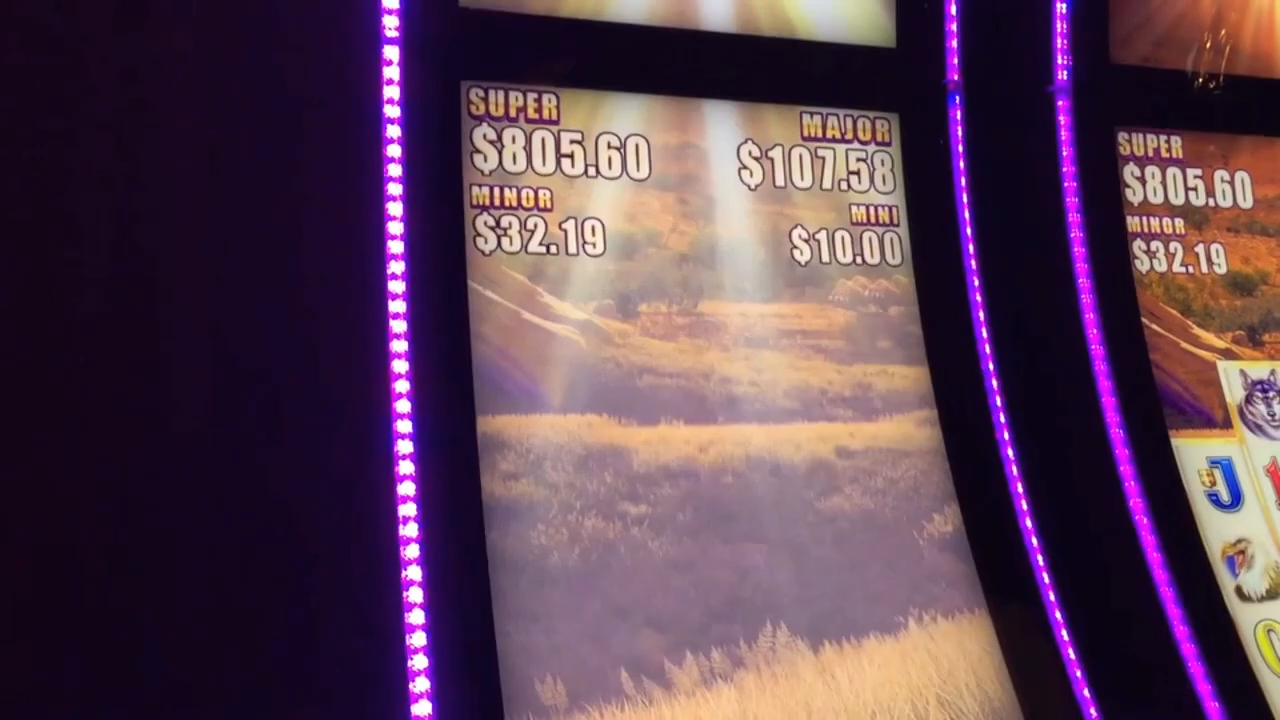 SUPER
$805.60
MAJOR
$107.58
MINOR
$32.19
MINI
$10.00
SUPER
$805.60
MINOR
$32.19
J